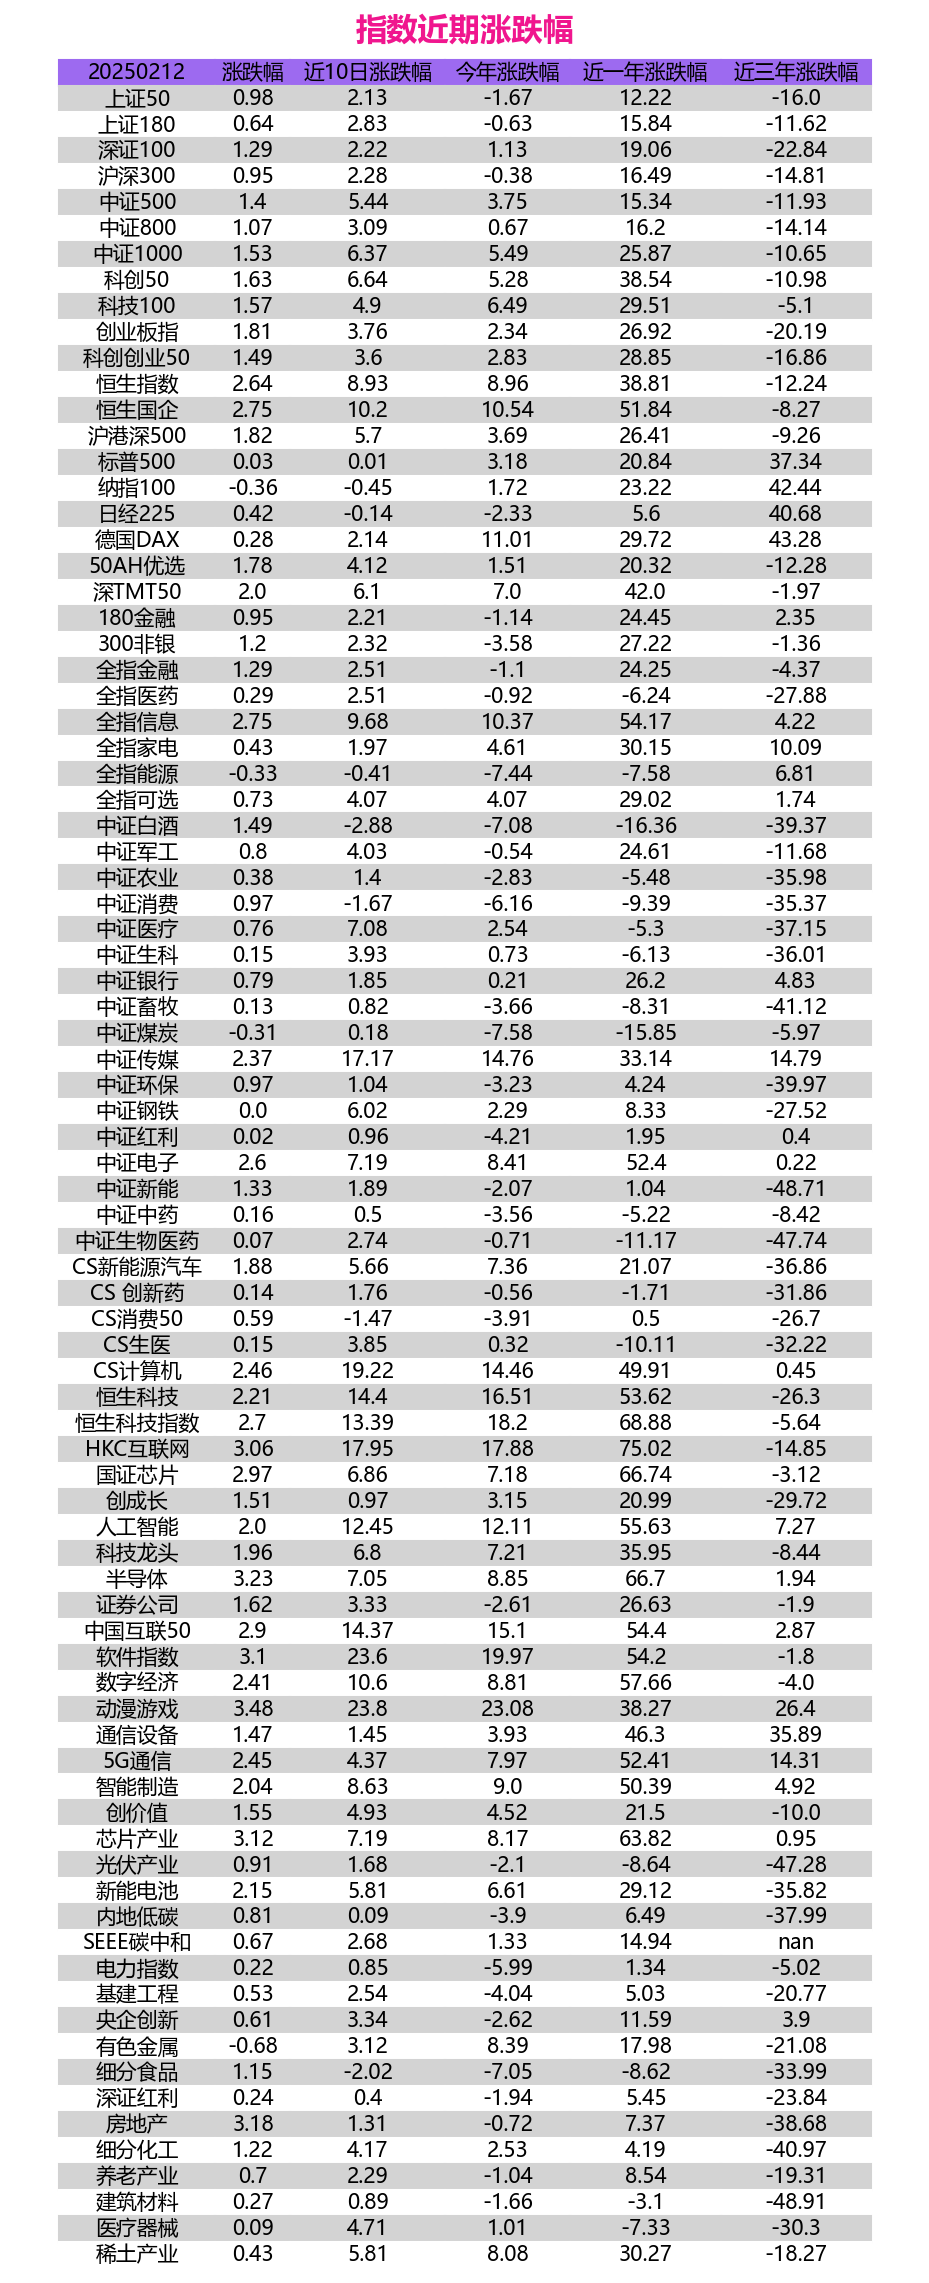 指数近期涨跌幅
20250212 涨跌幅 近10日涨跌幅 今年涨跌幅 近一年涨跌幅 近三年涨跌幅
上证50 0.98 2.13 -1.67 12.22 -16.0
上证180 0.64 2.83 -0.63 15.84 -11.62
深证100 1.29 2.22 1.13 19.06 -22.84
沪深300 0.95 2.28 -0.38 16.49 -14.81
中证500 1.4 5.44 3.75 15.34 -11.93
中证800 1.07 3.09 0.67 16.2 -14.14
中证1000 1.53 6.37 5.49 25.87 -10.65
科创50 1.63 6.64 5.28 38.54 -10.98
科技100 1.57 4.9 6.49 29.51 -5.1
创业板指 1.81 3.76 2.34 26.92 -20.19
科创创业50 1.49 3.6 2.83 28.85 -16.86
恒生指数 2.64 8.93 8.96 38.81 -12.24
恒生国企 2.75 10.2 10.54 51.84 -8.27
沪港深500 1.82 5.7 3.69 26.41 -9.26
标普500 0.03 0.01 3.18 20.84 37.34
纳指100 -0.36 -0.45 1.72 23.22 42.44
日经225 0.42 -0.14 -2.33 5.6 40.68
德国DAX 0.28 2.14 11.01 29.72 43.28
50AH优选 1.78 4.12 1.51 20.32 -12.28
深TMT50 2.0 6.1 7.0 42.0 -1.97
180金融 0.95 2.21 -1.14 24.45 2.35
300非银 1.2 2.32 -3.58 27.22 -1.36
全指金融 1.29 2.51 -1.1 24.25 -4.37
全指医药 0.29 2.51 -0.92 -6.24 -27.88
全指信息 2.75 9.68 10.37 54.17 4.22
全指家电 0.43 1.97 4.61 30.15 10.09
全指能源 -0.33 -0.41 -7.44 -7.58 6.81
全指可选 0.73 4.07 4.07 29.02 1.74
中证白酒 1.49 -2.88 -7.08 -16.36 -39.37
中证军工 0.8 4.03 -0.54 24.61 -11.68
中证农业 0.38 1.4 -2.83 -5.48 -35.98
中证消费 0.97 -1.67 -6.16 -9.39 -35.37
中证医疗 0.76 7.08 2.54 -5.3 -37.15
中证生科 0.15 3.93 0.73 -6.13 -36.01
中证银行 0.79 1.85 0.21 26.2 4.83
中证畜牧 0.13 0.82 -3.66 -8.31 -41.12
中证煤炭 -0.31 0.18 -7.58 -15.85 -5.97
中证传媒 2.37 17.17 14.76 33.14 14.79
中证环保 0.97 1.04 -3.23 4.24 -39.97
中证钢铁 0.0 6.02 2.29 8.33 -27.52
中证红利 0.02 0.96 -4.21 1.95 0.4
中证电子 2.6 7.19 8.41 52.4 0.22
中证新能 1.33 1.89 -2.07 1.04 -48.71
中证中药 0.16 0.5 -3.56 -5.22 -8.42
中证生物医药 0.07 2.74 -0.71 -11.17 -47.74
CS新能源汽车 1.88 5.66 7.36 21.07 -36.86
CS 创新药 0.14 1.76 -0.56 -1.71 -31.86
CS消费50 0.59 -1.47 -3.91 0.5 -26.7
CS生医 0.15 3.85 0.32 -10.11 -32.22
CS计算机 2.46 19.22 14.46 49.91 0.45
恒生科技 2.21 14.4 16.51 53.62 -26.3
恒生科技指数 2.7 13.39 18.2 68.88 -5.64
HKC互联网 3.06 17.95 17.88 75.02 -14.85
国证芯片 2.97 6.86 7.18 66.74 -3.12
创成长 1.51 0.97 3.15 20.99 -29.72
人工智能 2.0 12.45 12.11 55.63 7.27
科技龙头 1.96 6.8 7.21 35.95 -8.44
半导体 3.23 7.05 8.85 66.7 1.94
证券公司 1.62 3.33 -2.61 26.63 -1.9
中国互联50 2.9 14.37 15.1 54.4 2.87
软件指数 3.1 23.6 19.97 54.2 -1.8
数字经济 2.41 10.6 8.81 57.66 -4.0
动漫游戏 3.48 23.8 23.08 38.27 26.4
通信设备 1.47 1.45 3.93 46.3 35.89
5G通信 2.45 4.37 7.97 52.41 14.31
智能制造 2.04 8.63 9.0 50.39 4.92
创价值 1.55 4.93 4.52 21.5 -10.0
芯片产业 3.12 7.19 8.17 63.82 0.95
光伏产业 0.91 1.68 -2.1 -8.64 -47.28
新能电池 2.15 5.81 6.61 29.12 -35.82
内地低碳 0.81 0.09 -3.9 6.49 -37.99
SEEE碳中和 0.67 2.68 1.33 14.94 nan
电力指数 0.22 0.85 -5.99 1.34 -5.02
基建工程 0.53 2.54 -4.04 5.03 -20.77
央企创新 0.61 3.34 -2.62 11.59 3.9
有色金属 -0.68 3.12 8.39 17.98 -21.08
细分食品 1.15 -2.02 -7.05 -8.62 -33.99
深证红利 0.24 0.4 -1.94 5.45 -23.84
房地产 3.18 1.31 -0.72 7.37 -38.68
细分化工 1.22 4.17 2.53 4.19 -40.97
养老产业 0.7 2.29 -1.04 8.54 -19.31
建筑材料 0.27 0.89 -1.66 -3.1 -48.91
医疗器械 0.09 4.71 1.01 -7.33 -30.3
稀土产业 0.43 5.81 8.08 30.27 -18.27